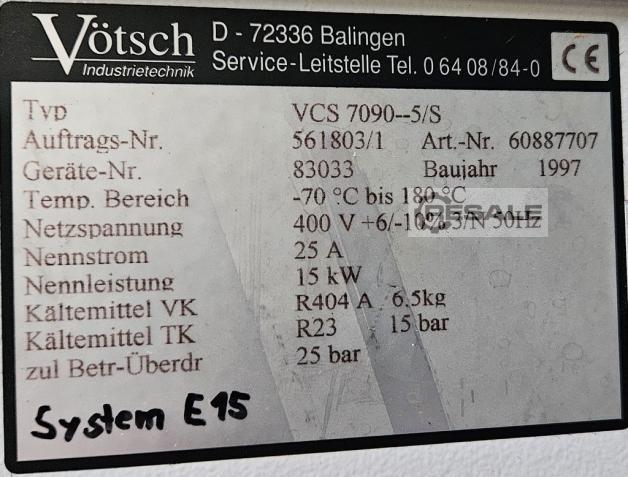 Vötsch
Industrietechnik
D - 72336 Balingen
Service-Leitstelle Tel. 0 64 08/84-0
CE
Typ VCS 7090--5/S
Auftrags-Nr. 561803/1 Art.-Nr. 60887707
Geräte-Nr. 83033 Baujahr 1997
Temp. Bereich -70 °C bis 180 °C
Netzspannung 400 V +6/-10% 3/N 50Hz
RESALE
Nennstrom 25 A
Nennleistung 15 kW
Kältemittel VK R404 A 6.5kg
Kältemittel TK R23 15 bar
zul Betr-Überdr 25 bar
System E15